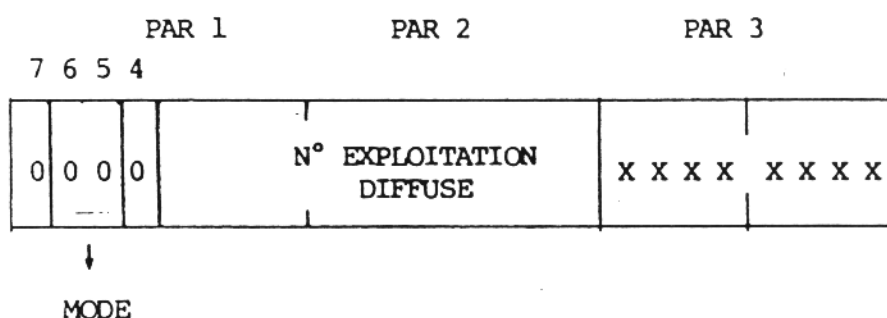 PAR 1 PAR 2 PAR 3
7 6 5 4
0 0 0 0 N° EXPLOITATION DIFFUSE X X X X X X X X
MODE